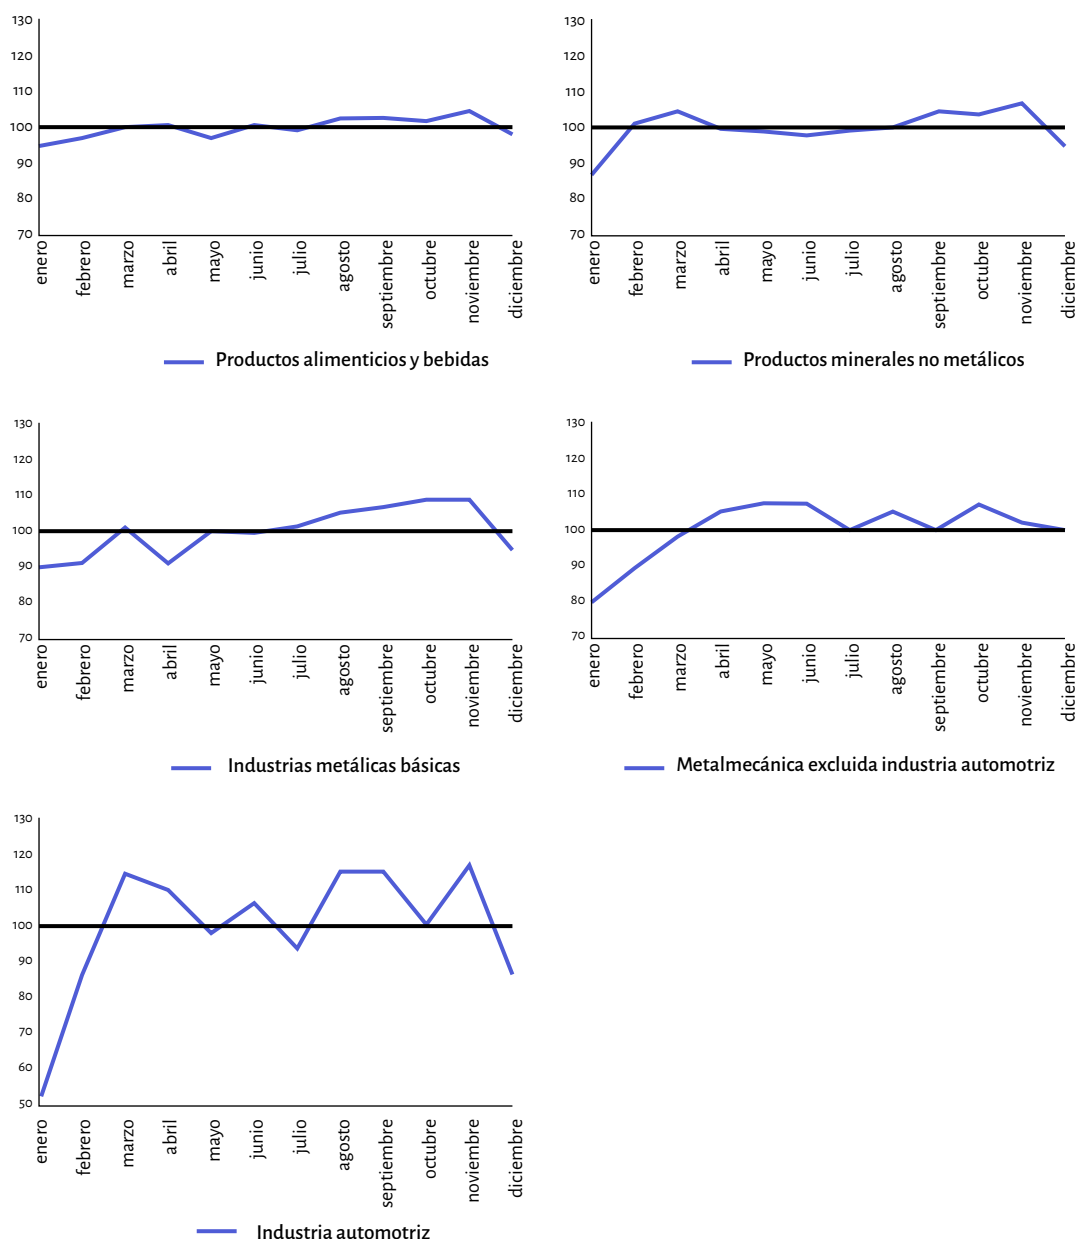 130
120
110
100
90
80
70
enero
febrero
marzo
abril
mayo
junio
julio
agosto
septiembre
octubre
noviembre
diciembre
Productos alimenticios y bebidas
130
120
110
100
90
80
70
enero
febrero
marzo
abril
mayo
junio
julio
agosto
septiembre
octubre
noviembre
diciembre
Productos minerales no metálicos
130
120
110
100
90
80
70
enero
febrero
marzo
abril
mayo
junio
julio
agosto
septiembre
octubre
noviembre
diciembre
Industrias metálicas básicas
130
120
110
100
90
80
70
enero
febrero
marzo
abril
mayo
junio
julio
agosto
septiembre
octubre
noviembre
diciembre
Metalmecánica excluida industria automotriz
130
120
110
100
90
80
70
60
50
enero
febrero
marzo
abril
mayo
junio
julio
agosto
septiembre
octubre
noviembre
diciembre
Industria automotriz